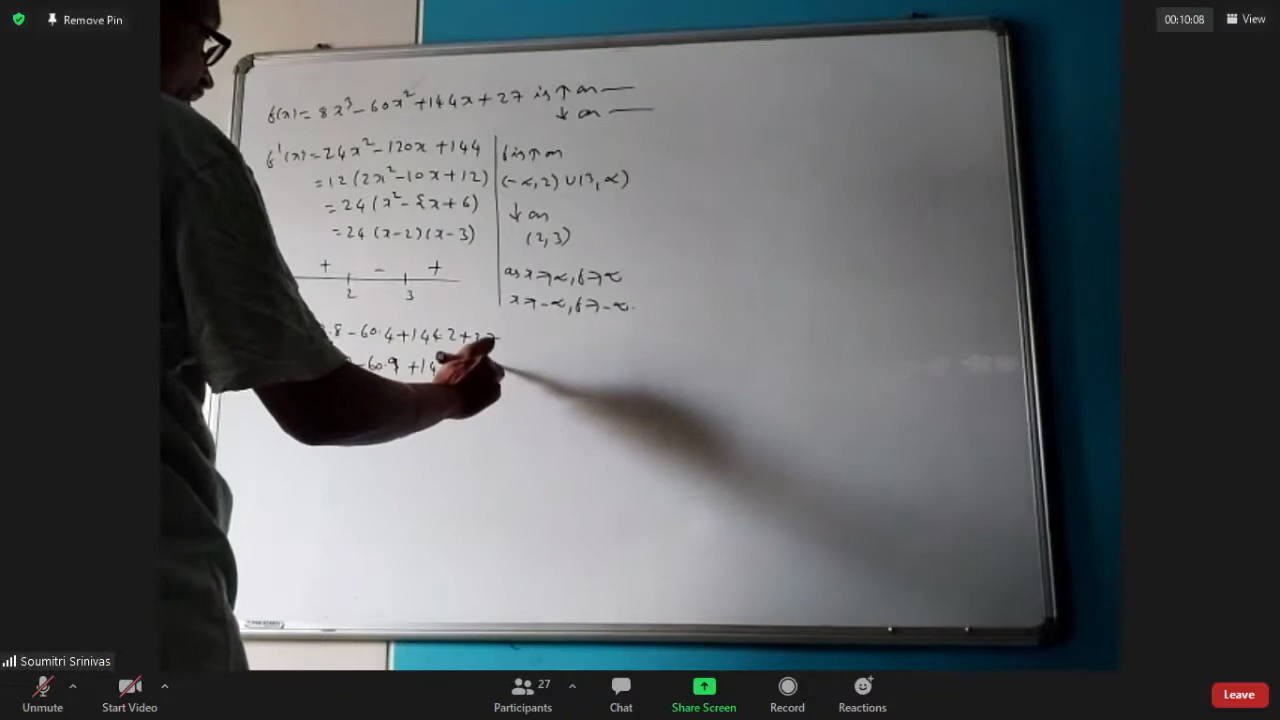 Remove Pin
00:10:08
View
f(x) = 8x³ - 60x² + 144x + 27 is ↑ on —
↓ on —
f'(x) = 24x² - 120x + 144
= 12 (2x² - 10x + 12)
= 24 (x² - 5x + 6)
= 24 (x-2)(x-3)
+ - +
2 3
f is ↑ on
(-∝, 2) ∪ (3, ∝)
↓ on
(2, 3)
as x → ∝, f → ∝
x → -∝, f → -∝.
.8 - 60.4 + 144.2 + 27
- 60.9 + 14
Soumitri Srinivas
Unmute
Start Video
27
Participants
Chat
Share Screen
Record
Reactions
Leave